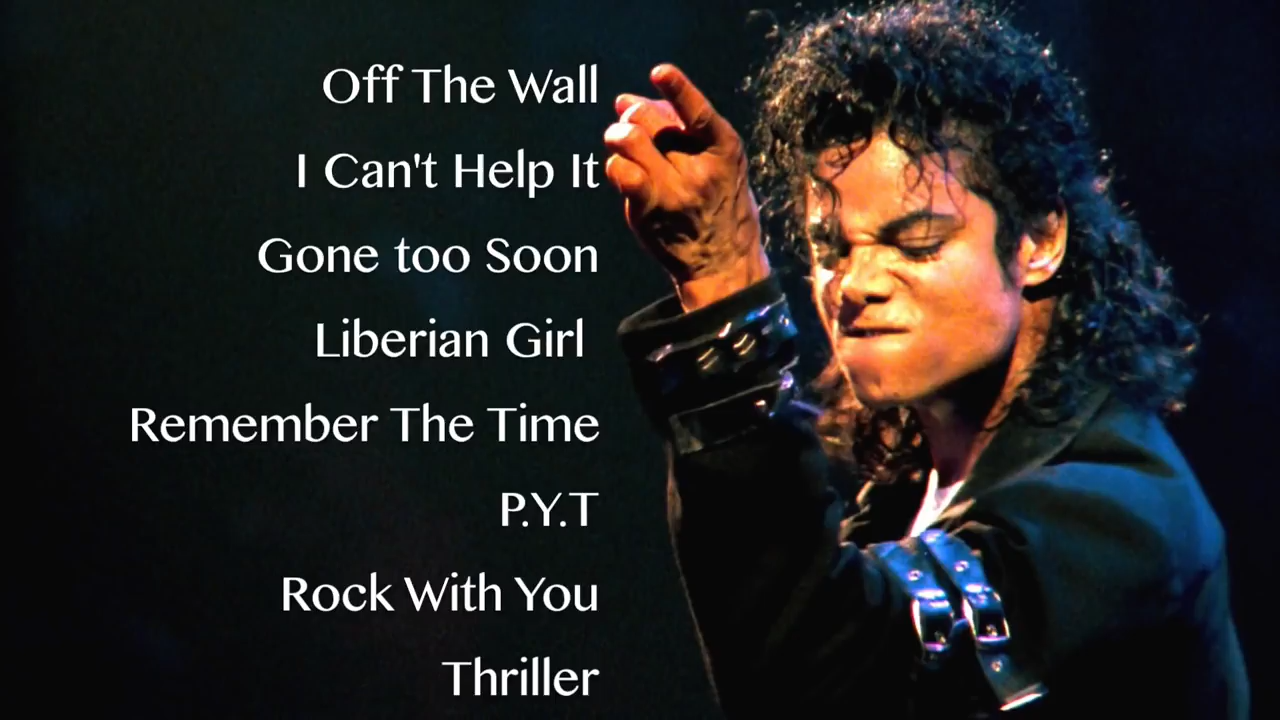 Off The Wall
I Can't Help It
Gone too Soon
Liberian Girl
Remember The Time
P.Y.T
Rock With You
Thriller